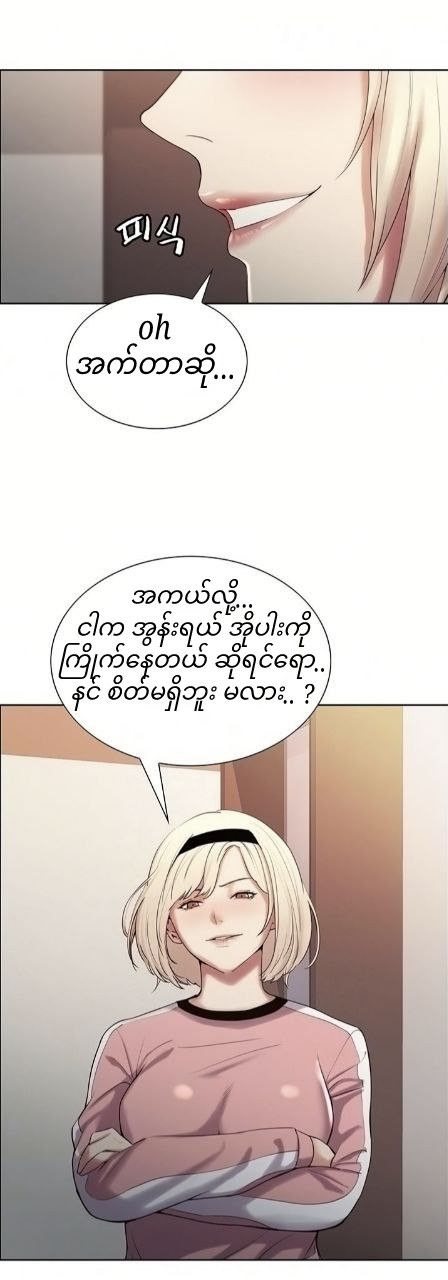 피식
oh
အက်တာဆို...
အကယ်လို့...
ငါက အွန်းရယ် အိုပါးကို
ကြိုက်နေတယ် ဆိုရင်ရော..
နင် စိတ်မရှိဘူး မလား.. ?